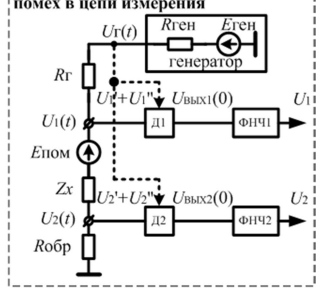 помех в цепи измерения
Uг(t)
Rген
Eген
генератор
Rг
U1'+U1''
Uвых1(0)
U1
U1(t)
Д1
ФНЧ1
Eпом
Zx
U2'+U2''
Uвых2(0)
U2
U2(t)
Д2
ФНЧ2
Rобр